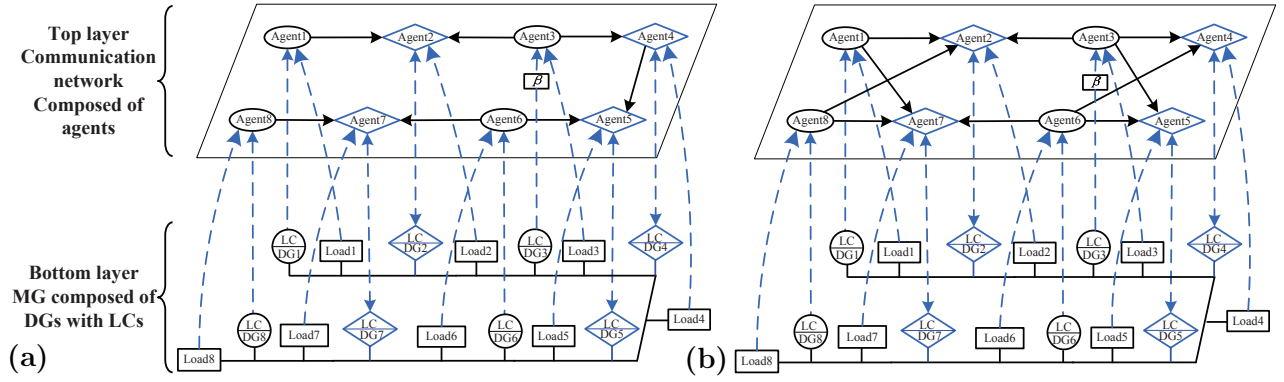 Top layer
Communication
network
Composed of
agents
Agent1
Agent2
Agent3
Agent4
β
Agent8
Agent7
Agent6
Agent5
Bottom layer
MG composed of
DGs with LCs
LC
DG1
Load1
LC
DG2
Load2
LC
DG3
Load3
LC
DG4
Load8
LC
DG8
Load7
LC
DG7
Load6
LC
DG6
Load5
LC
DG5
Load4
(a)
Agent1
Agent2
Agent3
Agent4
β
Agent8
Agent7
Agent6
Agent5
LC
DG1
Load1
LC
DG2
Load2
LC
DG3
Load3
LC
DG4
Load8
LC
DG8
Load7
LC
DG7
Load6
LC
DG6
Load5
LC
DG5
Load4
(b)